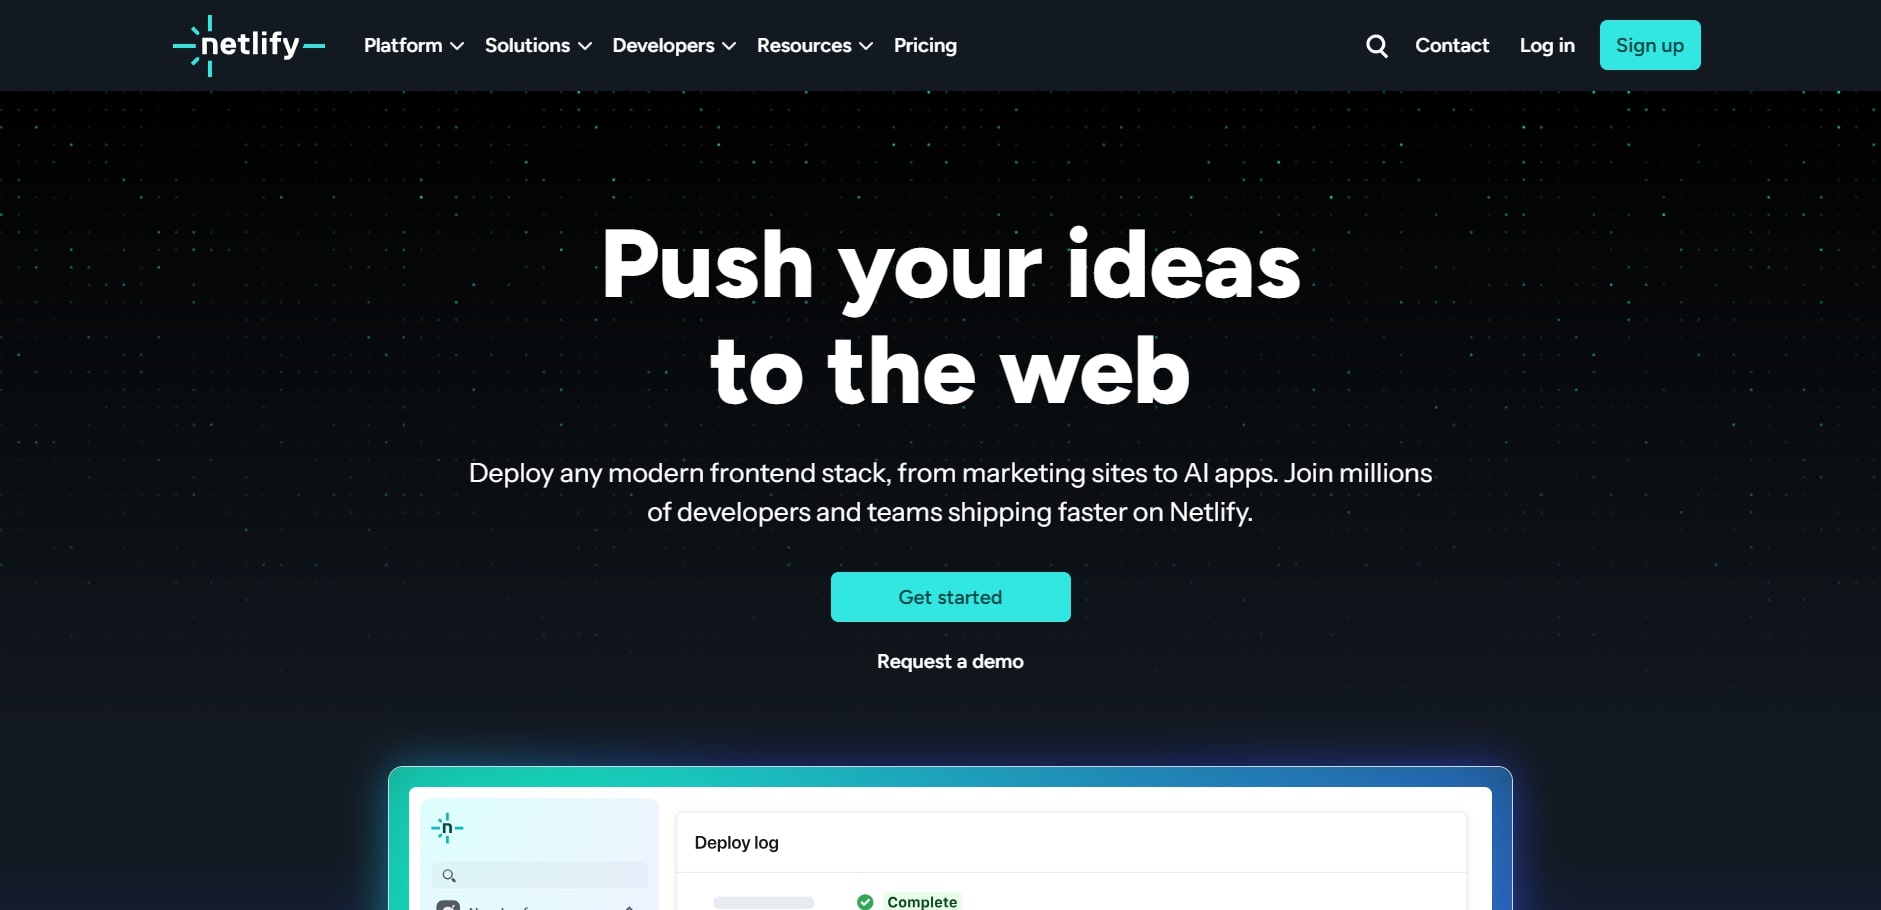 netlify
Platform
Solutions
Developers
Resources
Pricing
Contact
Log in
Sign up
Push your ideas
to the web
Deploy any modern frontend stack, from marketing sites to AI apps. Join millions
of developers and teams shipping faster on Netlify.
Get started
Request a demo
n
Deploy log
Complete